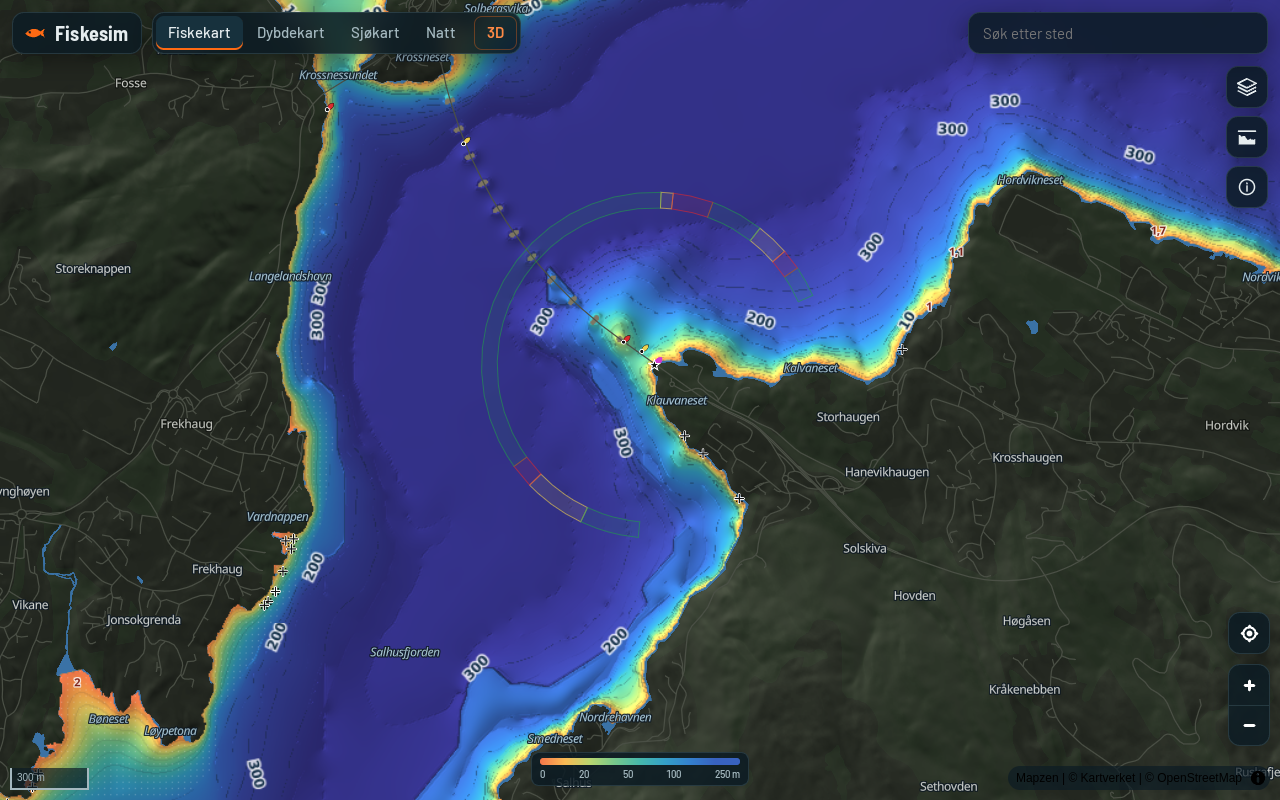 Fiskesim
Fiskekart
Dybdekart
Sjøkart
Natt
3D
Søk etter sted
Solbergsvika
Krossneset
Krossnessundet
Fosse
300
300
300
Hordvikneset
1,7
1,1
300
Storeknappen
Langelandshavn
300
300
300
1
10
200
Kalvaneset
Klauvaneset
Storhaugen
Frekhaug
300
Hordvik
Krosshaugen
Hanevikhaugen
Vardnappen
Solskiva
200
Frekhaug
Hovden
Vikane
Jonsokgrenda
Høgåsen
200
200
Salhusfjorden
300
2
Kråkenebben
Bøneset
Løypetona
Nordrehavnen
Smedneset
300
Salhus
0
20
50
100
250 m
300 m
Sethovden
Mapzen | © Kartverket | © OpenStreetMap